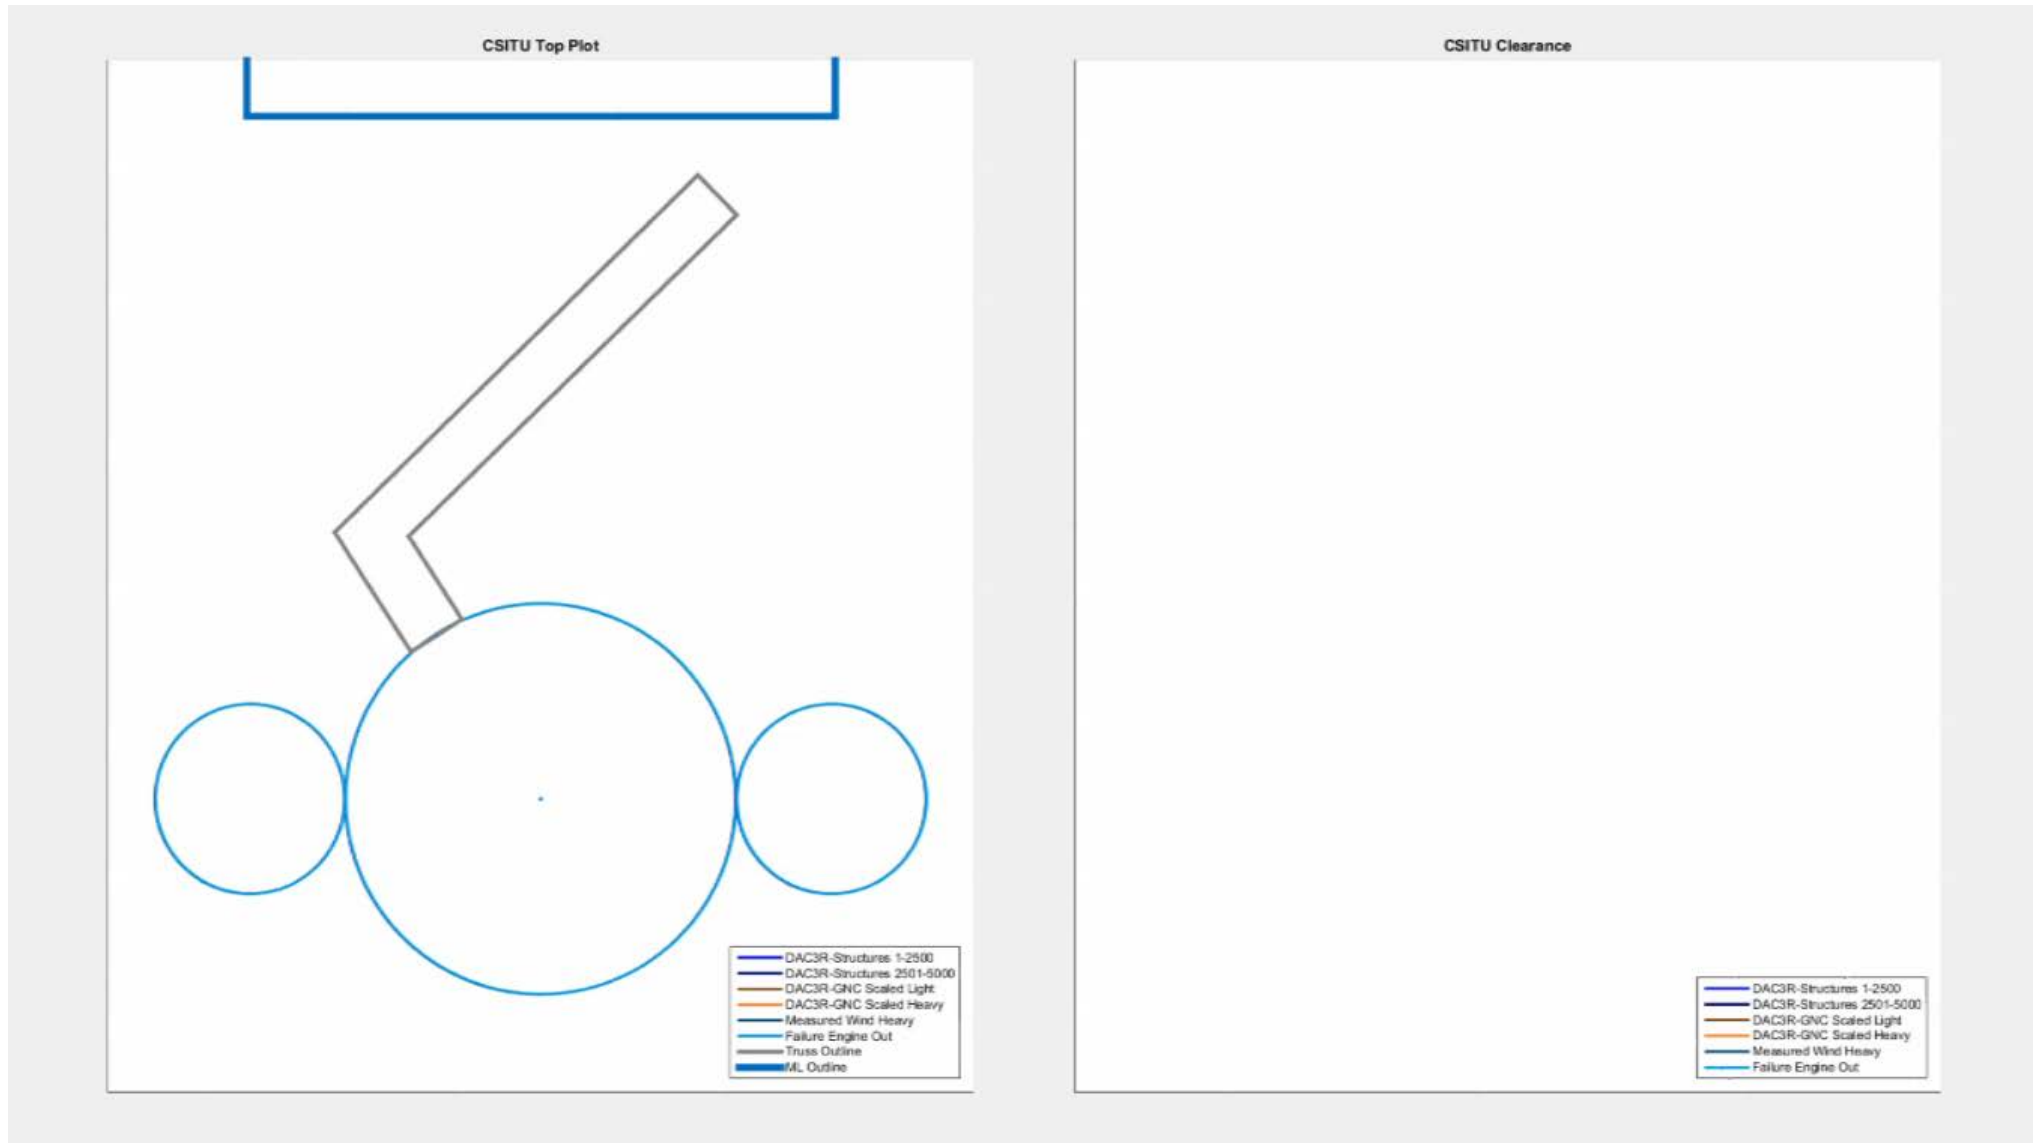 CSITU Top Plot
DAC3R-Structures 1-2500
DAC3R-Structures 2501-5000
DAC3R-GNC Scaled Light
DAC3R-GNC Scaled Heavy
Measured Wind Heavy
Failure Engine Out
Truss Outline
ML Outline
CSITU Clearance
DAC3R-Structures 1-2500
DAC3R-Structures 2501-5000
DAC3R-GNC Scaled Light
DAC3R-GNC Scaled Heavy
Measured Wind Heavy
Failure Engine Out